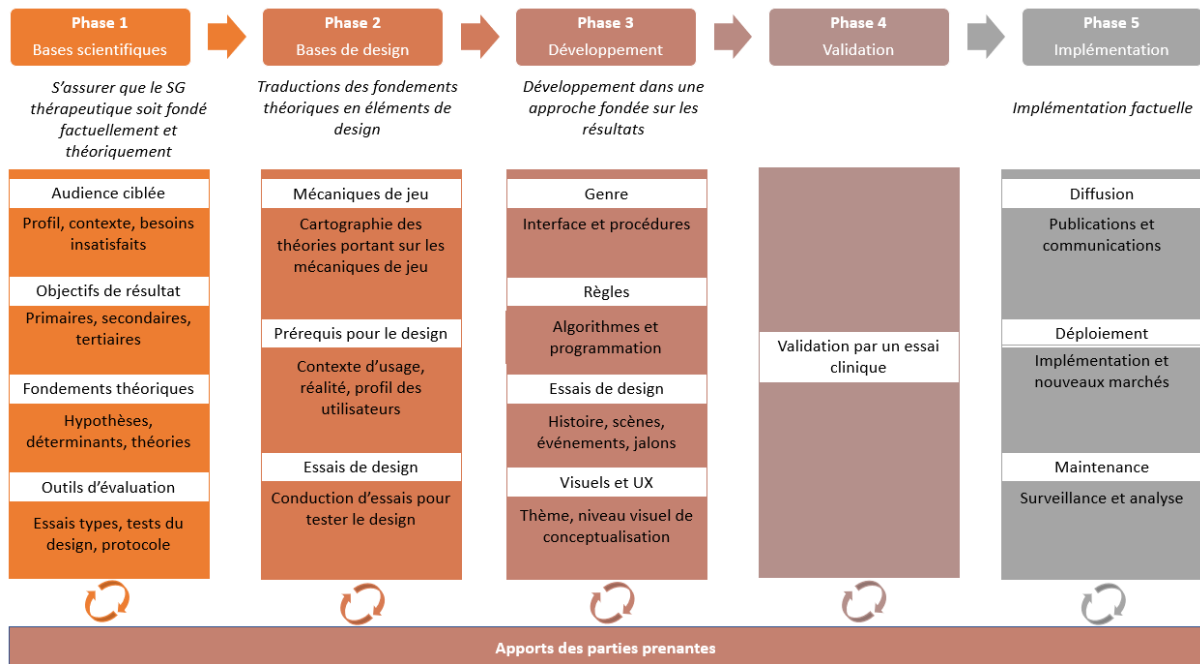 Phase 1
Bases scientifiques
Phase 2
Bases de design
Phase 3
Développement
Phase 4
Validation
Phase 5
Implémentation
S’assurer que le SG
thérapeutique soit fondé
factuellement et
théoriquement
Traductions des fondements
théoriques en éléments de
design
Développement dans une
approche fondée sur les
résultats
Implémentation factuelle
Audience ciblée
Profil, contexte, besoins
insatisfaits
Objectifs de résultat
Primaires, secondaires,
tertiaires
Fondements théoriques
Hypothèses,
déterminants, théories
Outils d’évaluation
Essais types, tests du
design, protocole
Mécaniques de jeu
Cartographie des
théories portant sur les
mécaniques de jeu
Prérequis pour le design
Contexte d’usage,
réalité, profil des
utilisateurs
Essais de design
Conduction d’essais pour
tester le design
Genre
Interface et procédures
Règles
Algorithmes et
programmation
Essais de design
Histoire, scènes,
événements, jalons
Visuels et UX
Thème, niveau visuel de
conceptualisation
Validation par un essai
clinique
Diffusion
Publications et
communications
Déploiement
Implémentation et
nouveaux marchés
Maintenance
Surveillance et analyse
Apports des parties prenantes